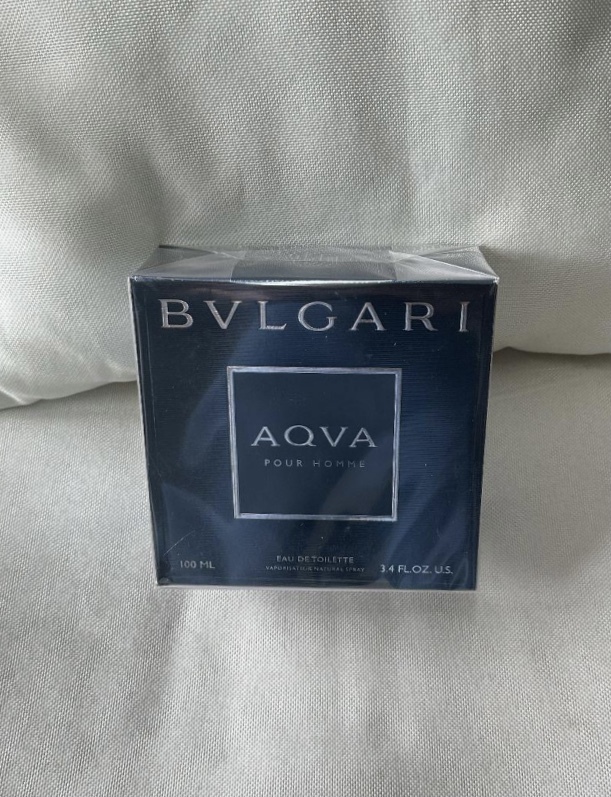 BVLGARI
AQVA
POUR HOMME
EAU DE TOILETTE
VAPORISATEUR NATURAL SPRAY
100 ML
3.4 FL.OZ. U.S.